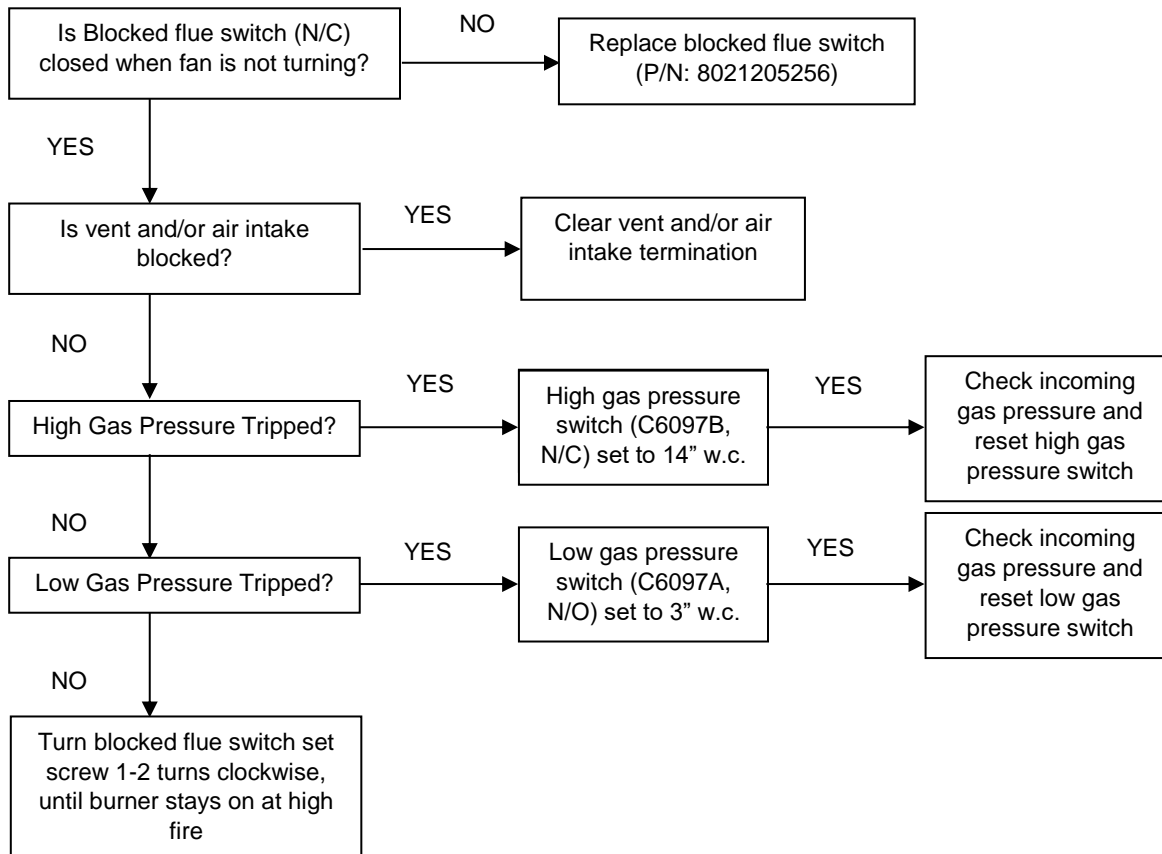 Is Blocked flue switch (N/C)
closed when fan is not turning?
NO
Replace blocked flue switch
(P/N: 8021205256)
YES
Is vent and/or air intake
blocked?
YES
Clear vent and/or air
intake termination
NO
High Gas Pressure Tripped?
YES
High gas pressure
switch (C6097B,
N/C) set to 14” w.c.
YES
Check incoming
gas pressure and
reset high gas
pressure switch
NO
Low Gas Pressure Tripped?
YES
Low gas pressure
switch (C6097A,
N/O) set to 3” w.c.
YES
Check incoming
gas pressure and
reset low gas
pressure switch
NO
Turn blocked flue switch set
screw 1-2 turns clockwise,
until burner stays on at high
fire